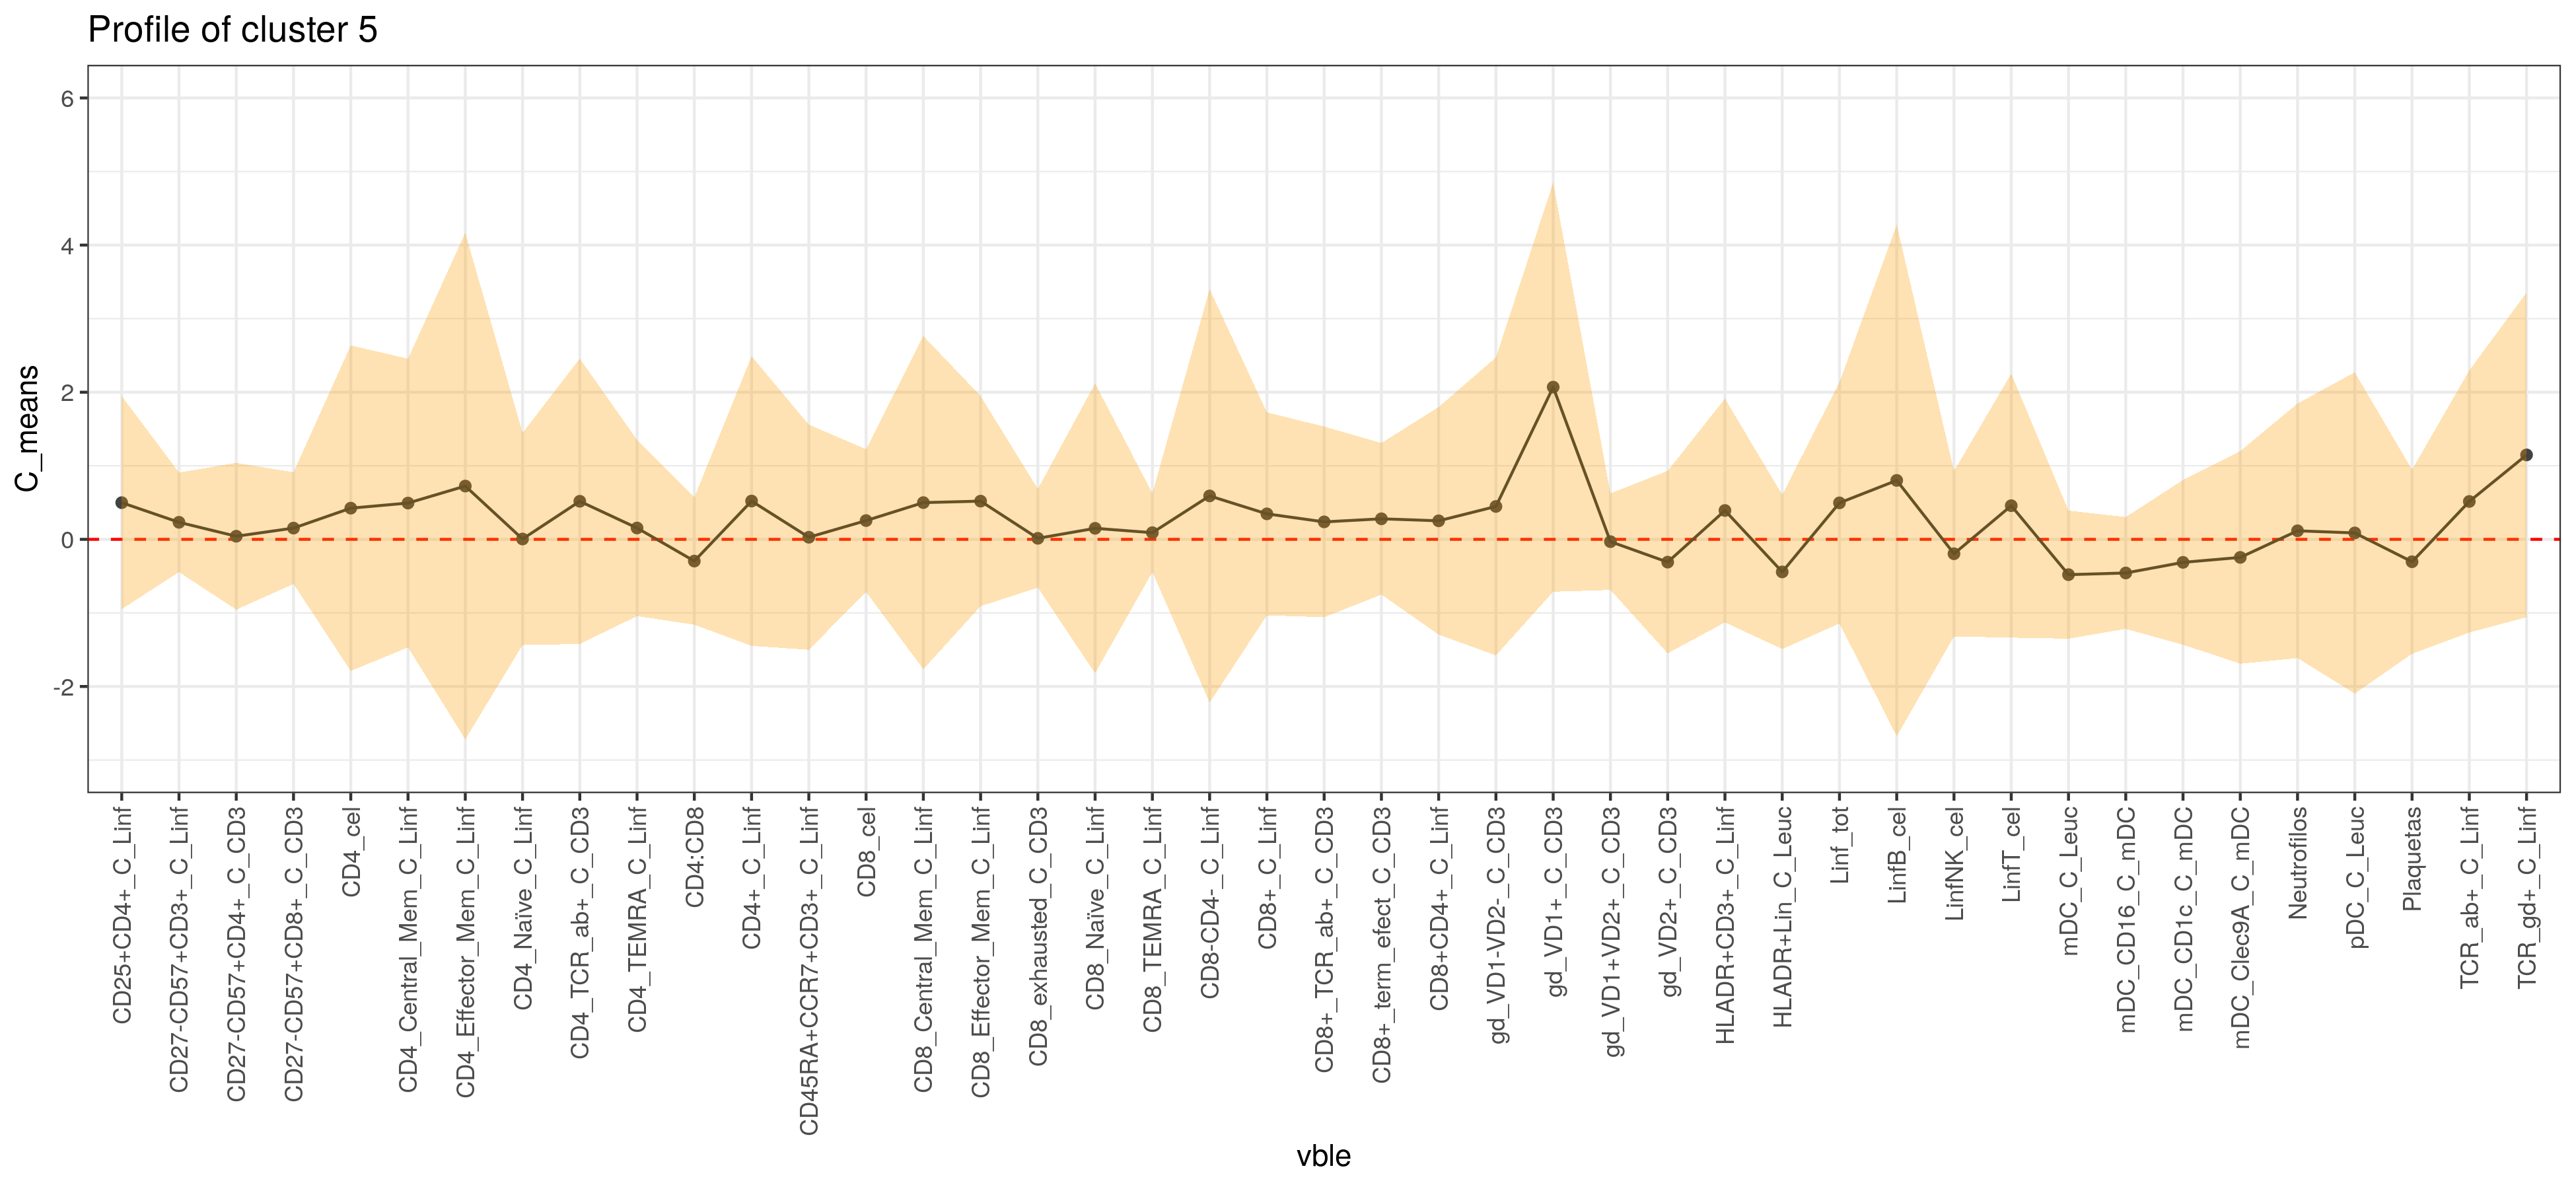 Profile of cluster 5
C_means
6
4
2
0
-2
CD25+CD4+_C_Linf
CD27-CD57+CD3+_C_Linf
CD27-CD57+CD4+_C_CD3
CD27-CD57+CD8+_C_CD3
CD4_cel
CD4_Central_Mem_C_Linf
CD4_Effector_Mem_C_Linf
CD4_Naïve_C_Linf
CD4_TCR_ab+_C_CD3
CD4_TEMRA_C_Linf
CD4:CD8
CD4+_C_Linf
CD45RA+CCR7+CD3+_C_Linf
CD8_cel
CD8_Central_Mem_C_Linf
CD8_Effector_Mem_C_Linf
CD8_exhausted_C_CD3
CD8_Naïve_C_Linf
CD8_TEMRA_C_Linf
CD8-CD4-_C_Linf
CD8+_C_Linf
CD8+_TCR_ab+_C_CD3
CD8+_term_efect_C_CD3
CD8+CD4+_C_Linf
gd_VD1-VD2-_C_CD3
gd_VD1+_C_CD3
gd_VD1+VD2+_C_CD3
gd_VD2+_C_CD3
HLADR+CD3+_C_Linf
HLADR+Lin_C_Leuc
Linf_tot
LinfB_cel
LinfNK_cel
LinfT_cel
mDC_C_Leuc
mDC_CD16_C_mDC
mDC_CD1c_C_mDC
mDC_Clec9A_C_mDC
Neutrofilos
pDC_C_Leuc
Plaquetas
TCR_ab+_C_Linf
TCR_gd+_C_Linf
vble